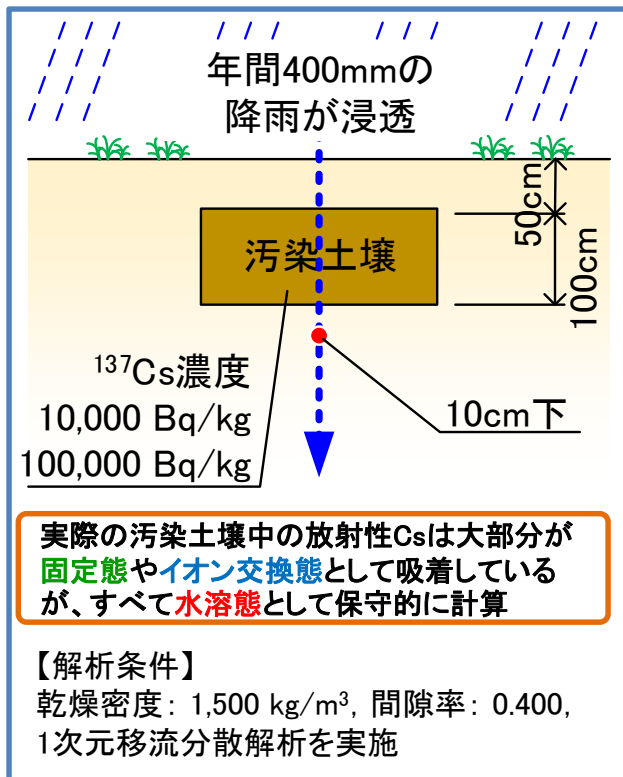 年間400mmの
降雨が浸透
50cm
汚染土壌
100cm
¹³⁷Cs濃度
10,000 Bq/kg
100,000 Bq/kg
10cm下
実際の汚染土壌中の放射性Csは大部分が
固定態やイオン交換態として吸着している
が、すべて水溶態として保守的に計算
【解析条件】
乾燥密度： 1,500 kg/m³, 間隙率： 0.400,
1次元移流分散解析を実施